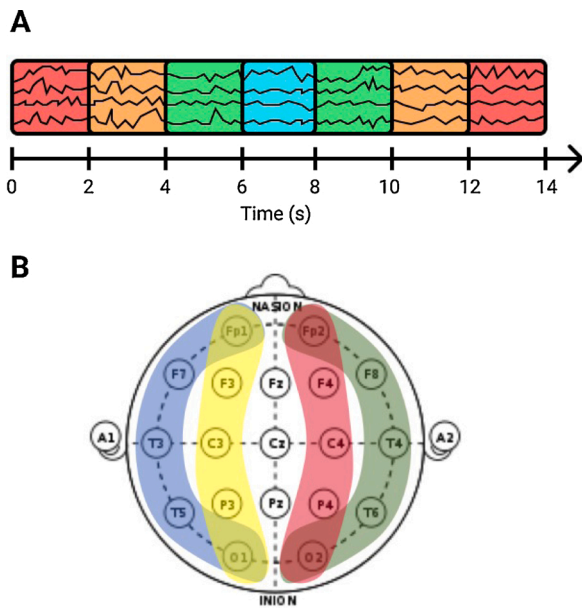 A
0 2 4 6 8 10 12 14
Time (s)
B
NASION
Fp1 Fp2
F7 F3 Fz F4 F8
A1 T3 C3 Cz C4 T4 A2
T5 P3 Pz P4 T6
O1 O2
INION